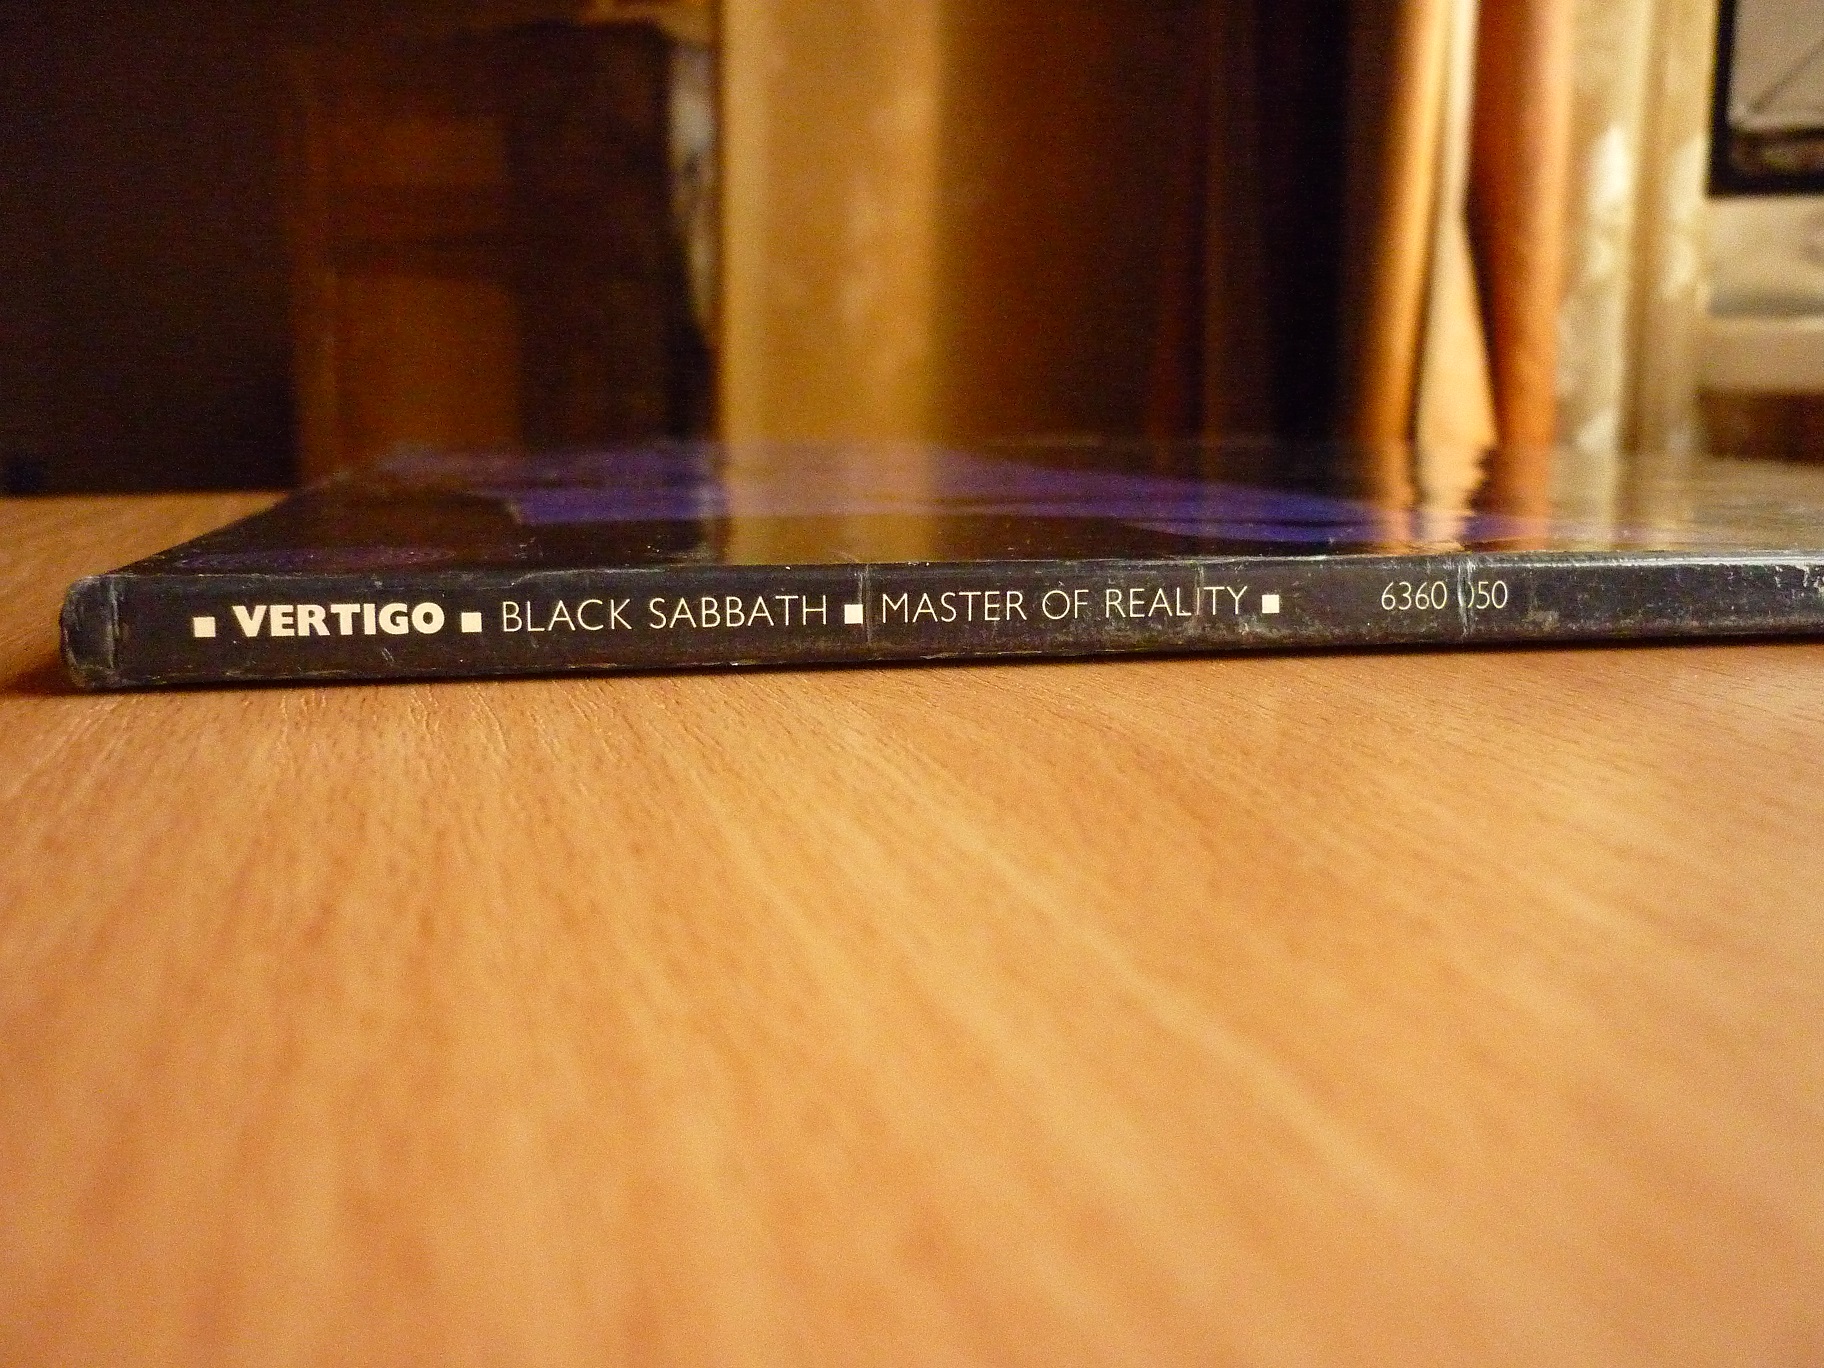 ▪ VERTIGO ▪ BLACK SABBATH ▪ MASTER OF REALITY ▪ 6360 050